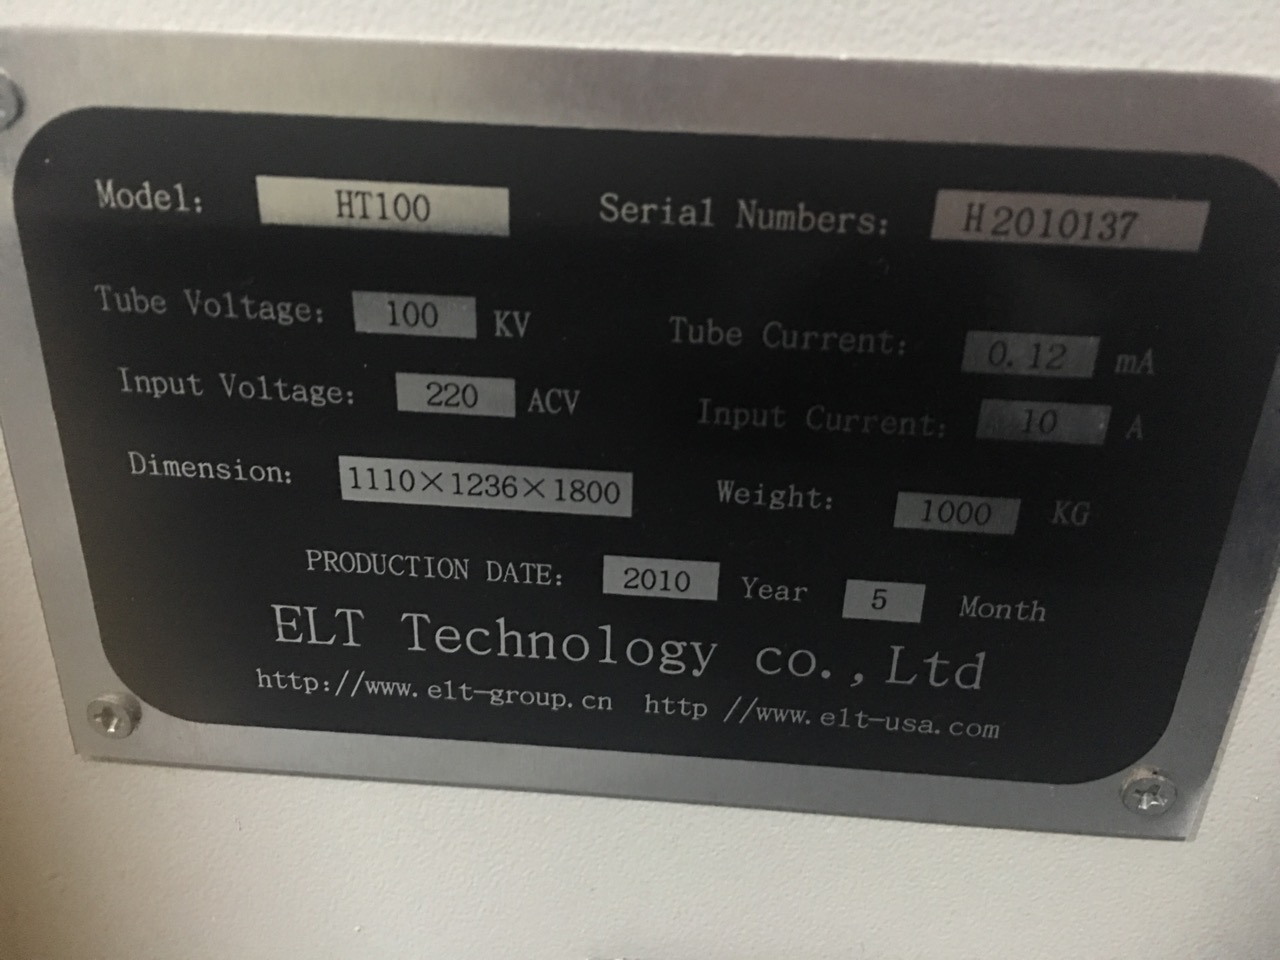 Model: HT100 Serial Numbers: H2010137
Tube Voltage: 100 KV Tube Current: 0.12 mA
Input Voltage: 220 ACV Input Current: 10 A
Dimension: 1110×1236×1800 Weight: 1000 KG
PRODUCTION DATE: 2010 Year 5 Month
ELT Technology co.,Ltd
http://www.elt-group.cn http //www.elt-usa.com